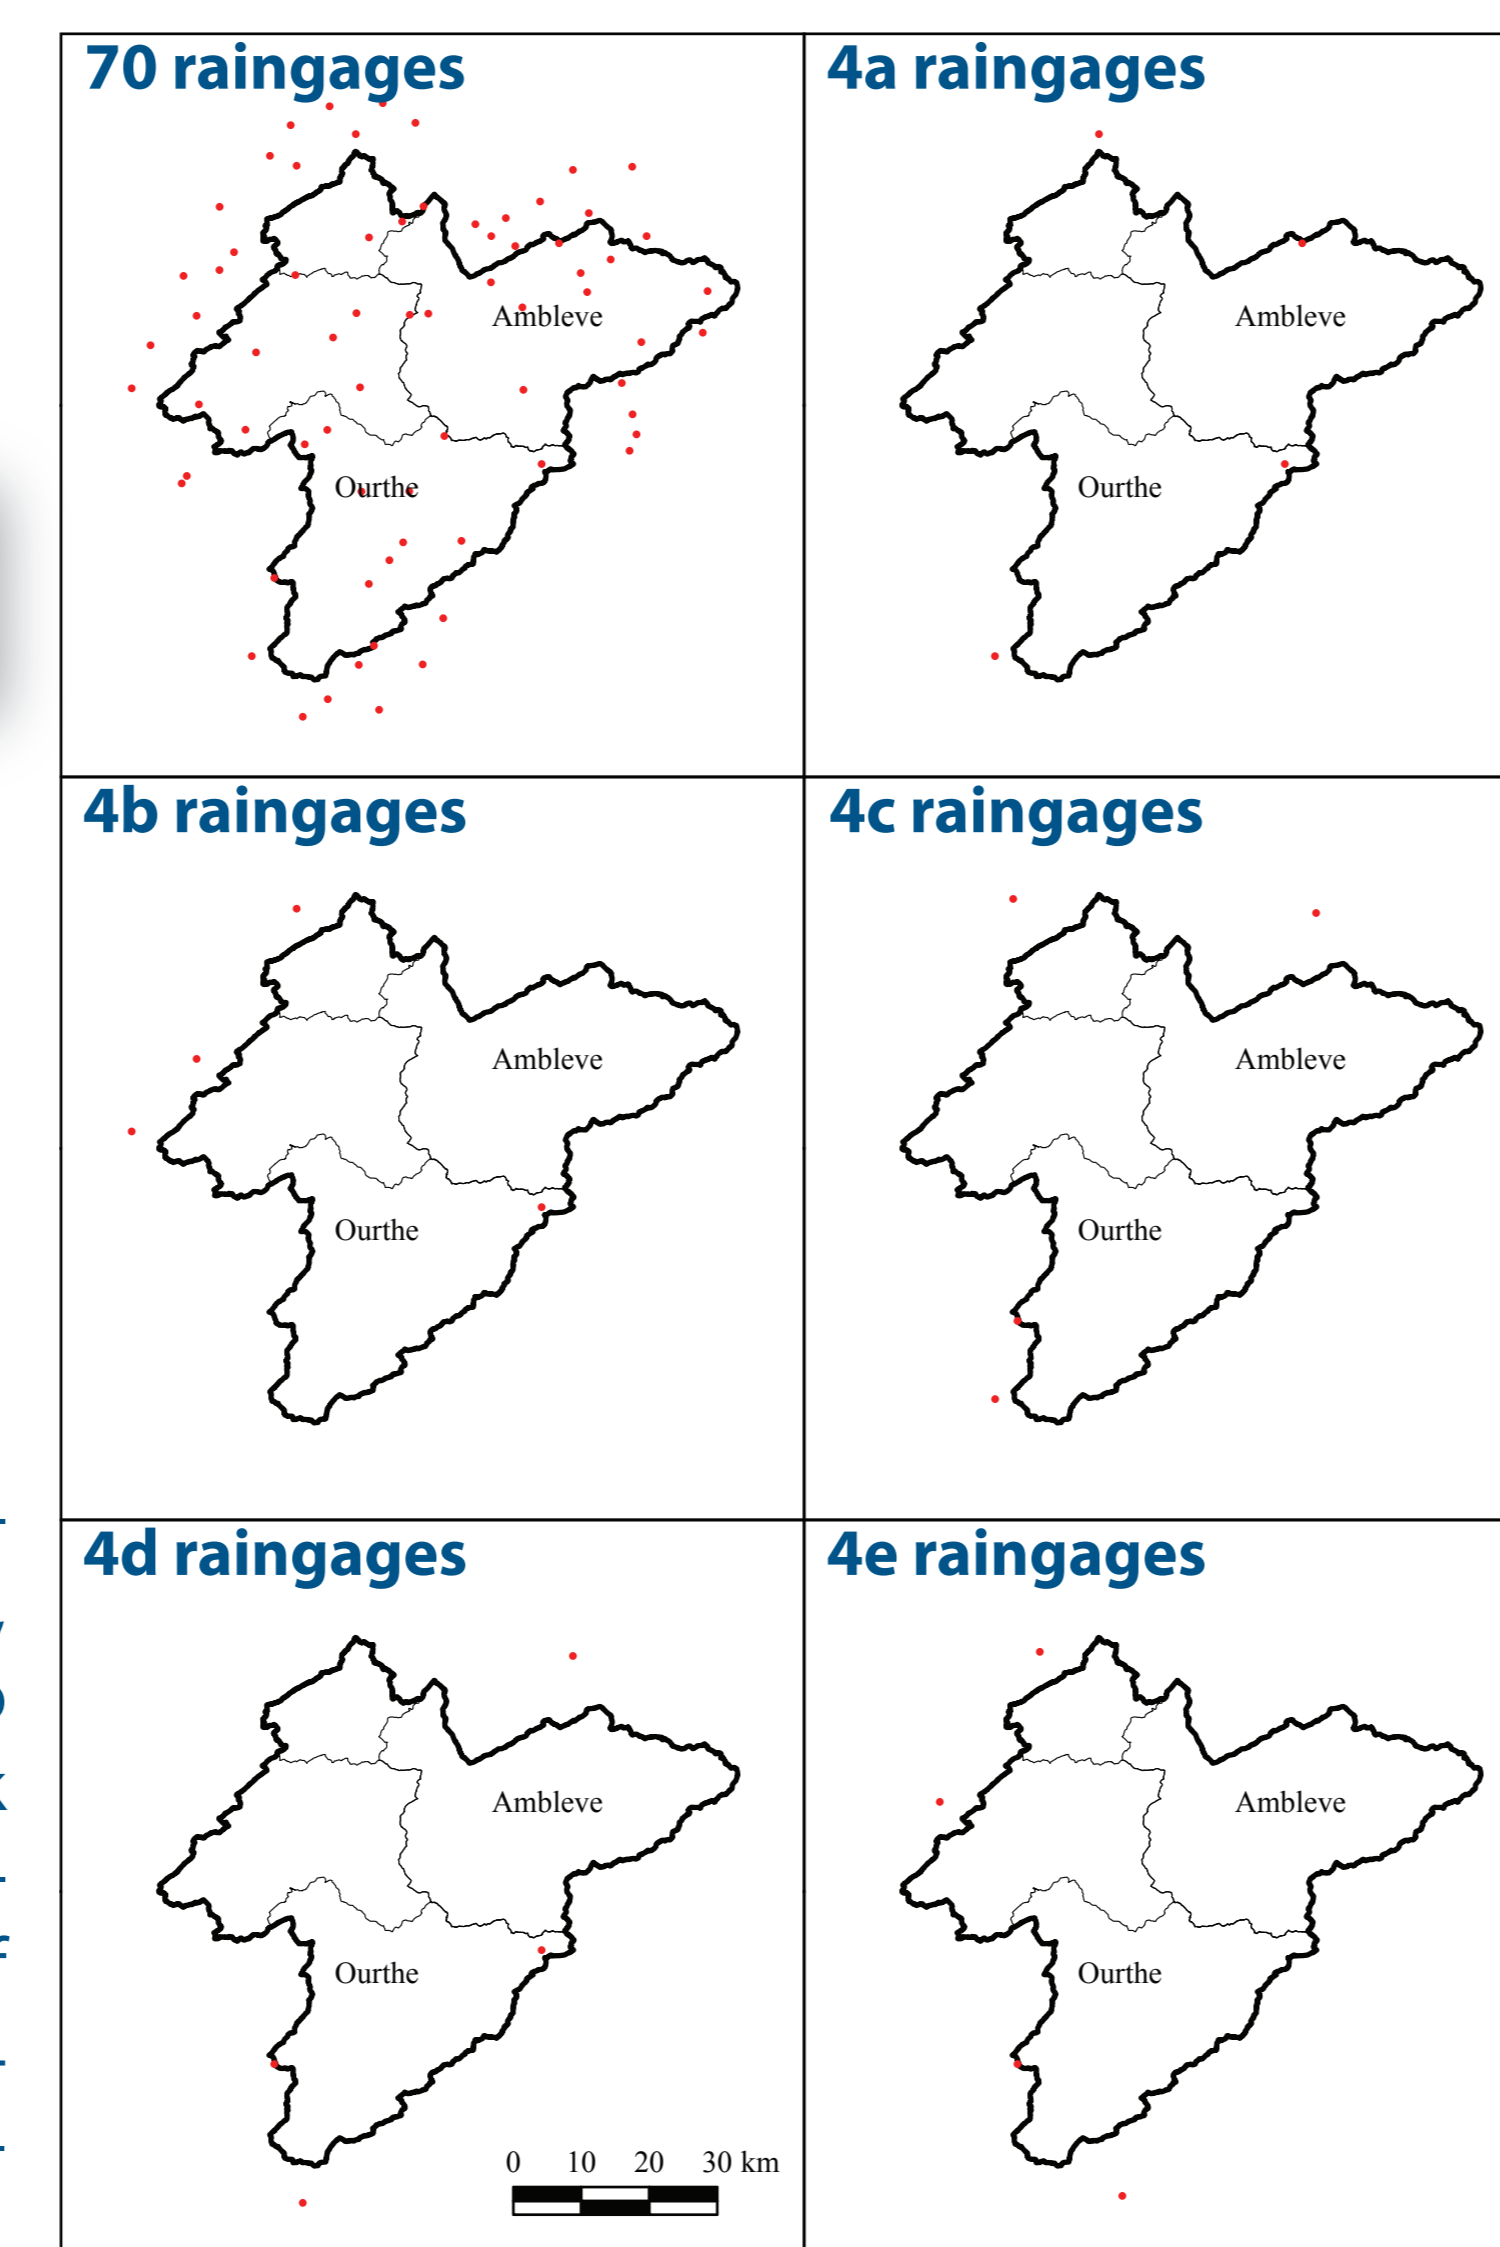 70 raingages
4a raingages
Ambleve
Ourthe
Ambleve
Ourthe
4b raingages
4c raingages
Ambleve
Ourthe
Ambleve
Ourthe
4d raingages
4e raingages
Ambleve
Ourthe
Ambleve
Ourthe
0 10 20 30 km